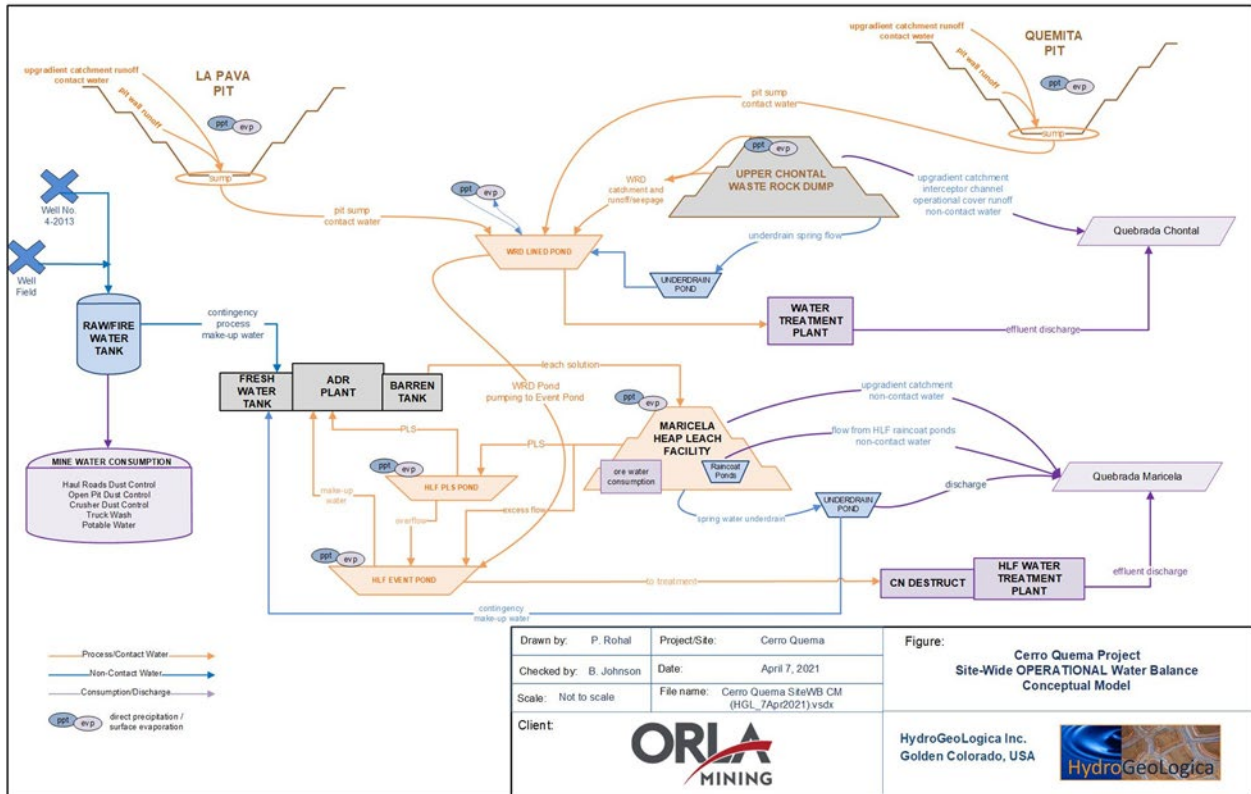 upgradient catchment runoff
contact water
pit wall runoff
LA PAVA
PIT
ppt
evp
sump
pit sump
contact water
upgradient catchment runoff
contact water
pit wall runoff
QUEMITA
PIT
ppt
evp
sump
pit sump
contact water
ppt
evp
UPPER CHONTAL
WASTE ROCK DUMP
WRD
catchment and
runoff/seepage
upgradient catchment
interceptor channel
operational cover runoff
non-contact water
Quebrada Chontal
ppt
evp
WRD LINED POND
underdrain spring flow
UNDERDRAIN
POND
WATER
TREATMENT
PLANT
effluent discharge
Well No.
4-2013
Well
Field
RAW/FIRE
WATER
TANK
contingency
process
make-up water
FRESH
WATER
TANK
ADR
PLANT
BARREN
TANK
leach solution
WRD Pond
pumping to Event Pond
MINE WATER CONSUMPTION
Haul Roads Dust Control
Open Pit Dust Control
Crusher Dust Control
Truck Wash
Potable Water
ppt
evp
MARICELA
HEAP LEACH
FACILITY
ore water
consumption
Raincoat
Ponds
upgradient catchment
non-contact water
flow from HLF raincoat ponds
non-contact water
Quebrada Maricela
PLS
PLS
ppt
evp
HLF PLS POND
make-up
water
overflow
excess flow
spring water underdrain
UNDERDRAIN
POND
discharge
ppt
evp
HLF EVENT POND
to treatment
CN DESTRUCT
HLF WATER
TREATMENT
PLANT
effluent discharge
contingency
make-up water
Process/Contact Water
Non-Contact Water
Consumption/Discharge
ppt
evp
direct precipitation /
surface evaporation
Drawn by: P. Rohal
Project/Site: Cerro Quema
Checked by: B. Johnson
Date: April 7, 2021
Scale: Not to scale
File name: Cerro Quema SiteWB CM
(HGL_7Apr2021).vsdx
Figure:
Cerro Quema Project
Site-Wide OPERATIONAL Water Balance
Conceptual Model
Client:
ORLA
MINING
HydroGeoLogica Inc.
Golden Colorado, USA
HydroGeoLogica